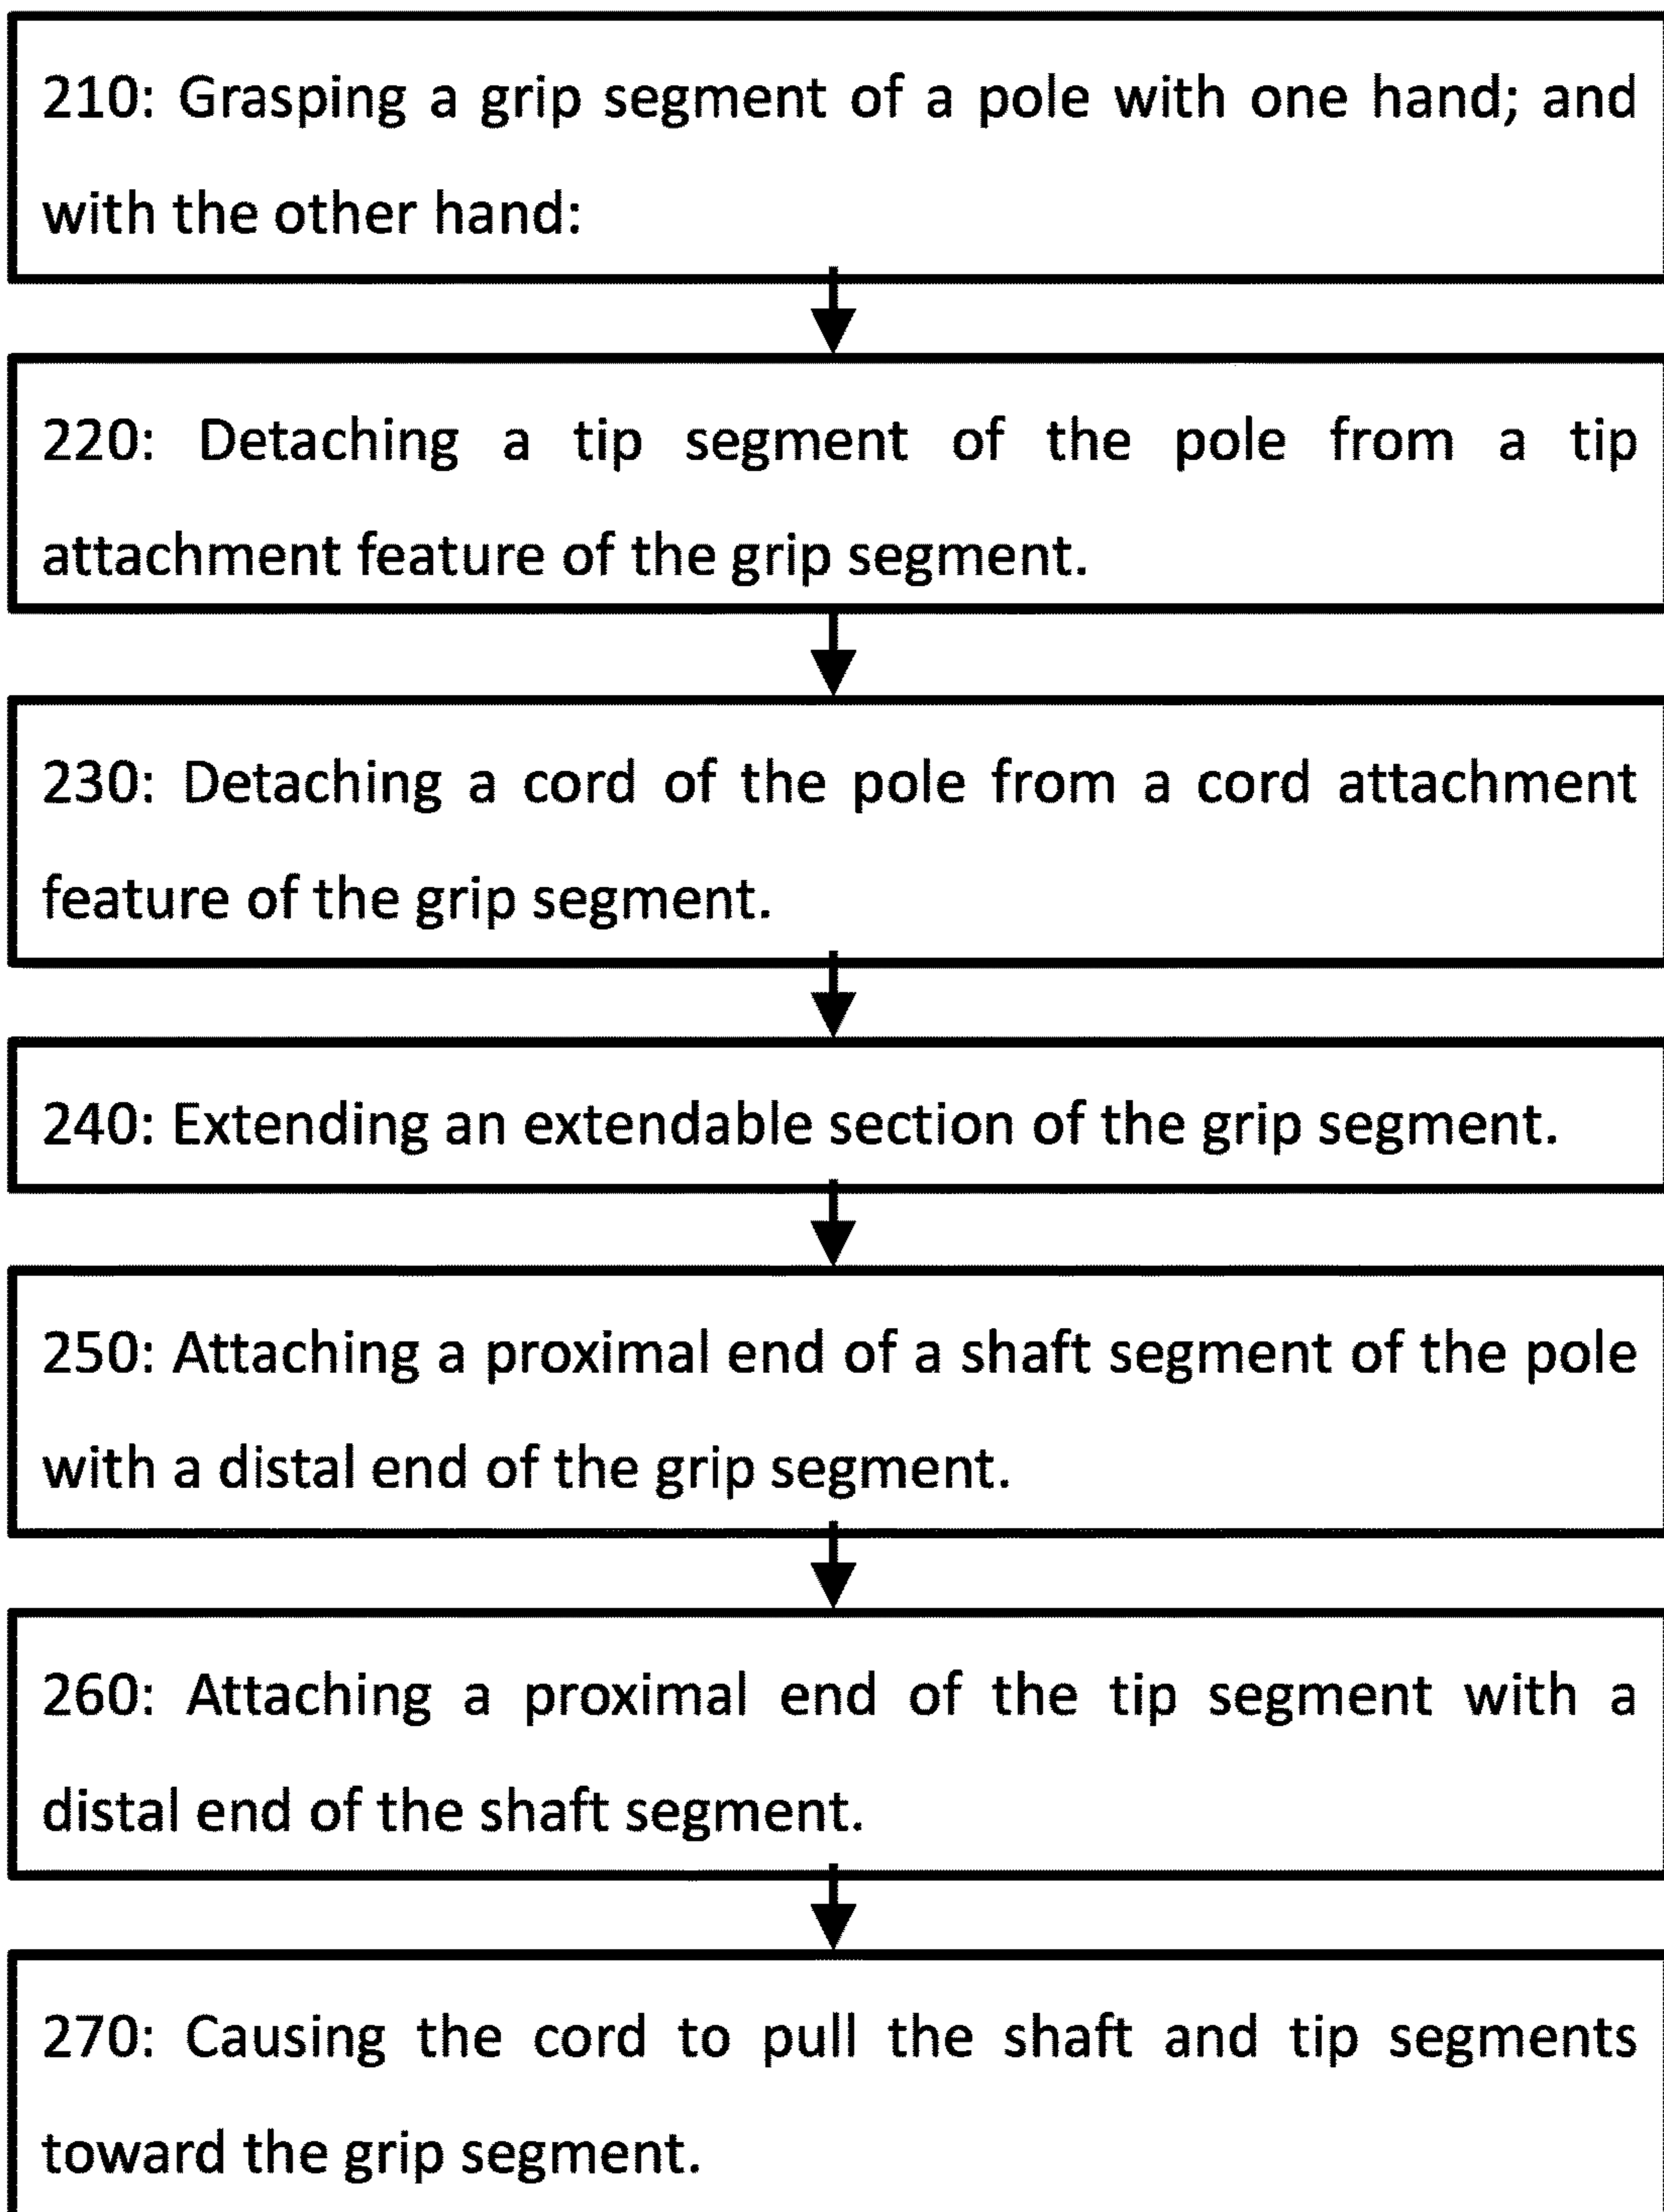 210: Grasping a grip segment of a pole with one hand; and
with the other hand:
220: Detaching a tip segment of the pole from a tip
attachment feature of the grip segment.
230: Detaching a cord of the pole from a cord attachment
feature of the grip segment.
240: Extending an extendable section of the grip segment.
250: Attaching a proximal end of a shaft segment of the pole
with a distal end of the grip segment.
260: Attaching a proximal end of the tip segment with a
distal end of the shaft segment.
270: Causing the cord to pull the shaft and tip segments
toward the grip segment.